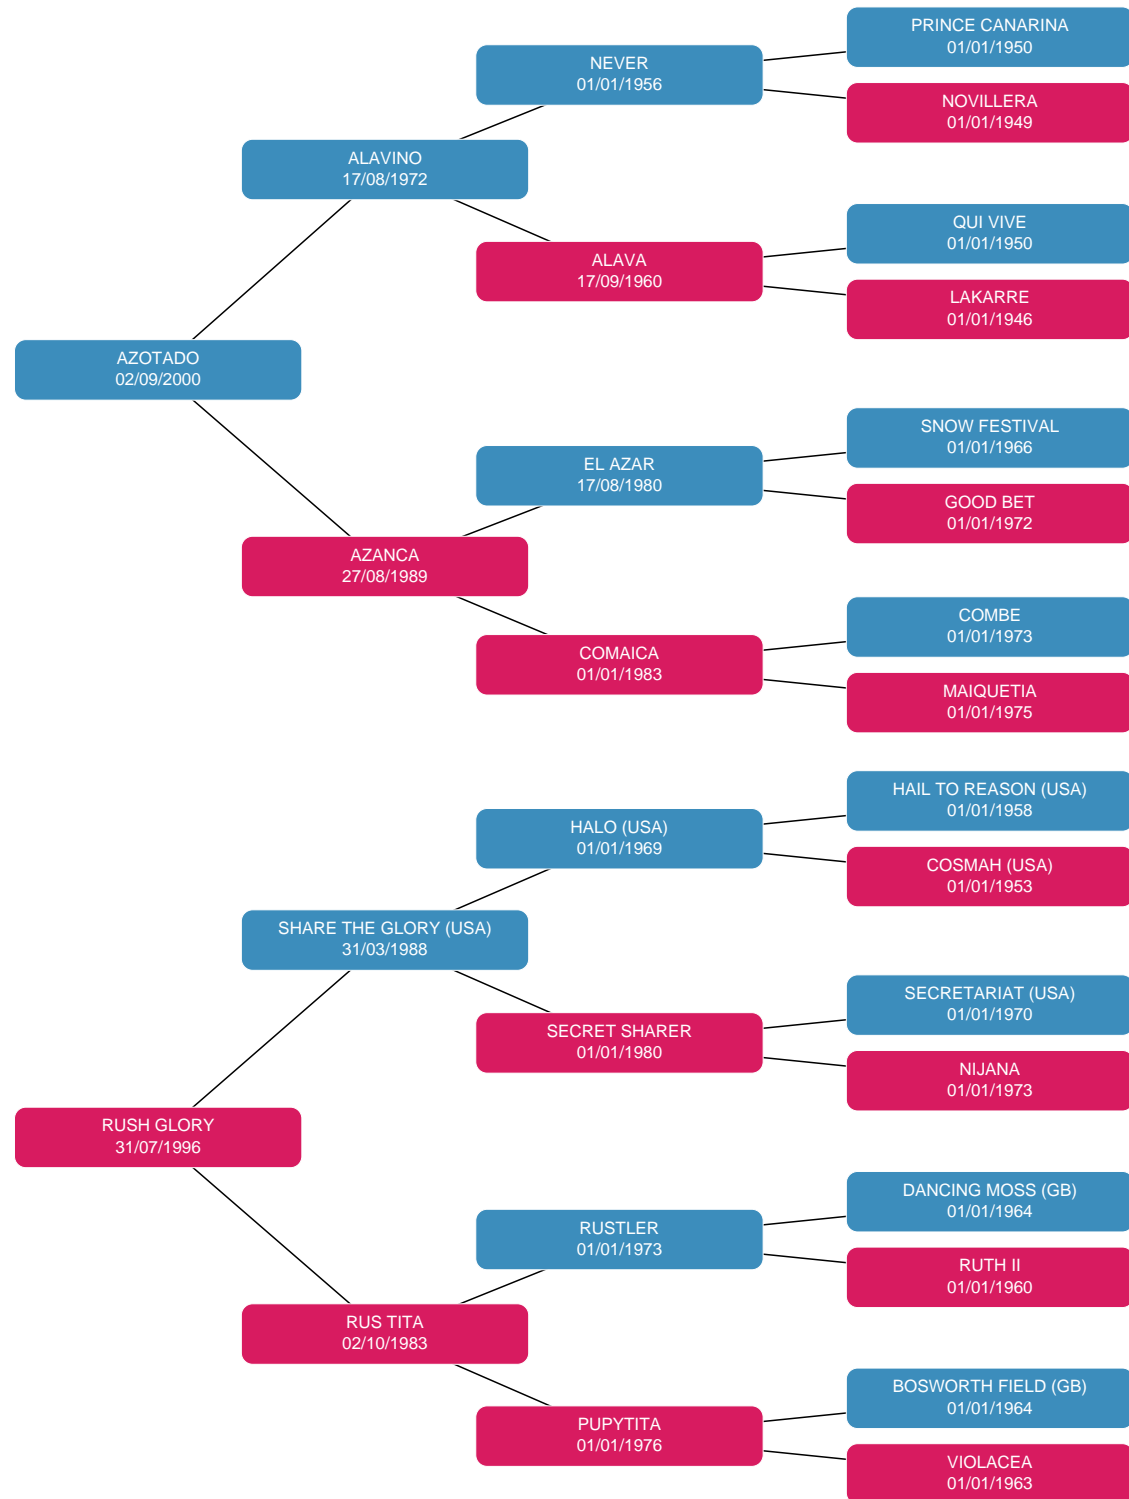 PRINCE CANARINA
01/01/1950
NEVER
01/01/1956
NOVILLERA
01/01/1949
ALAVINO
17/08/1972
QUI VIVE
01/01/1950
ALAVA
17/09/1960
LAKARRE
01/01/1946
AZOTADO
02/09/2000
SNOW FESTIVAL
01/01/1966
EL AZAR
17/08/1980
GOOD BET
01/01/1972
AZANCA
27/08/1989
COMBE
01/01/1973
COMAICA
01/01/1983
MAIQUETIA
01/01/1975
HAIL TO REASON (USA)
01/01/1958
HALO (USA)
01/01/1969
COSMAH (USA)
01/01/1953
SHARE THE GLORY (USA)
31/03/1988
SECRETARIAT (USA)
01/01/1970
SECRET SHARER
01/01/1980
NIJANA
01/01/1973
RUSH GLORY
31/07/1996
DANCING MOSS (GB)
01/01/1964
RUSTLER
01/01/1973
RUTH II
01/01/1960
RUS TITA
02/10/1983
BOSWORTH FIELD (GB)
01/01/1964
PUPYTITA
01/01/1976
VIOLACEA
01/01/1963